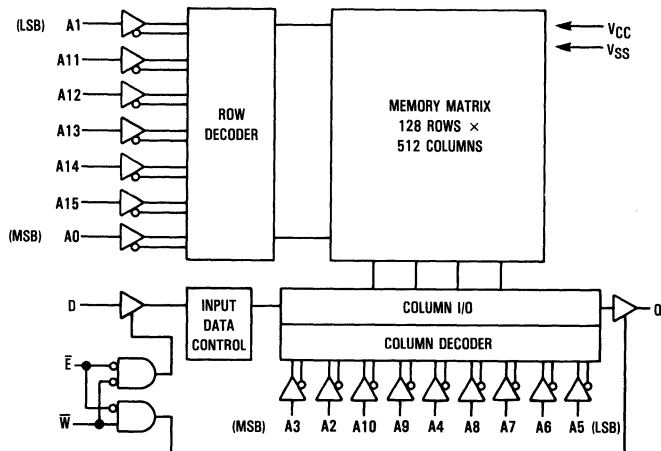 (LSB) A1
A11
A12
A13
A14
A15
(MSB) A0
ROW
DECODER
MEMORY MATRIX
128 ROWS ×
512 COLUMNS
VCC
VSS
D
INPUT
DATA
CONTROL
COLUMN I/O
COLUMN DECODER
Q
E̅
W̅
(MSB) A3 A2 A10 A9 A4 A8 A7 A6 A5 (LSB)